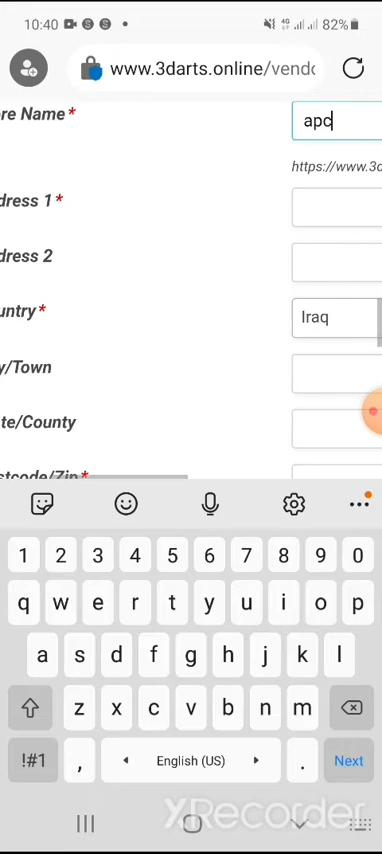 10:40 82%
www.3darts.online/vendo
re Name*
apc
https://www.3d
dress 1*
dress 2
untry*
Iraq
y/Town
te/County
stcode/Zip*
1 2 3 4 5 6 7 8 9 0
q w e r t y u i o p
a s d f g h j k l
z x c v b n m
!#1 , English (US) . Next
XRecorder